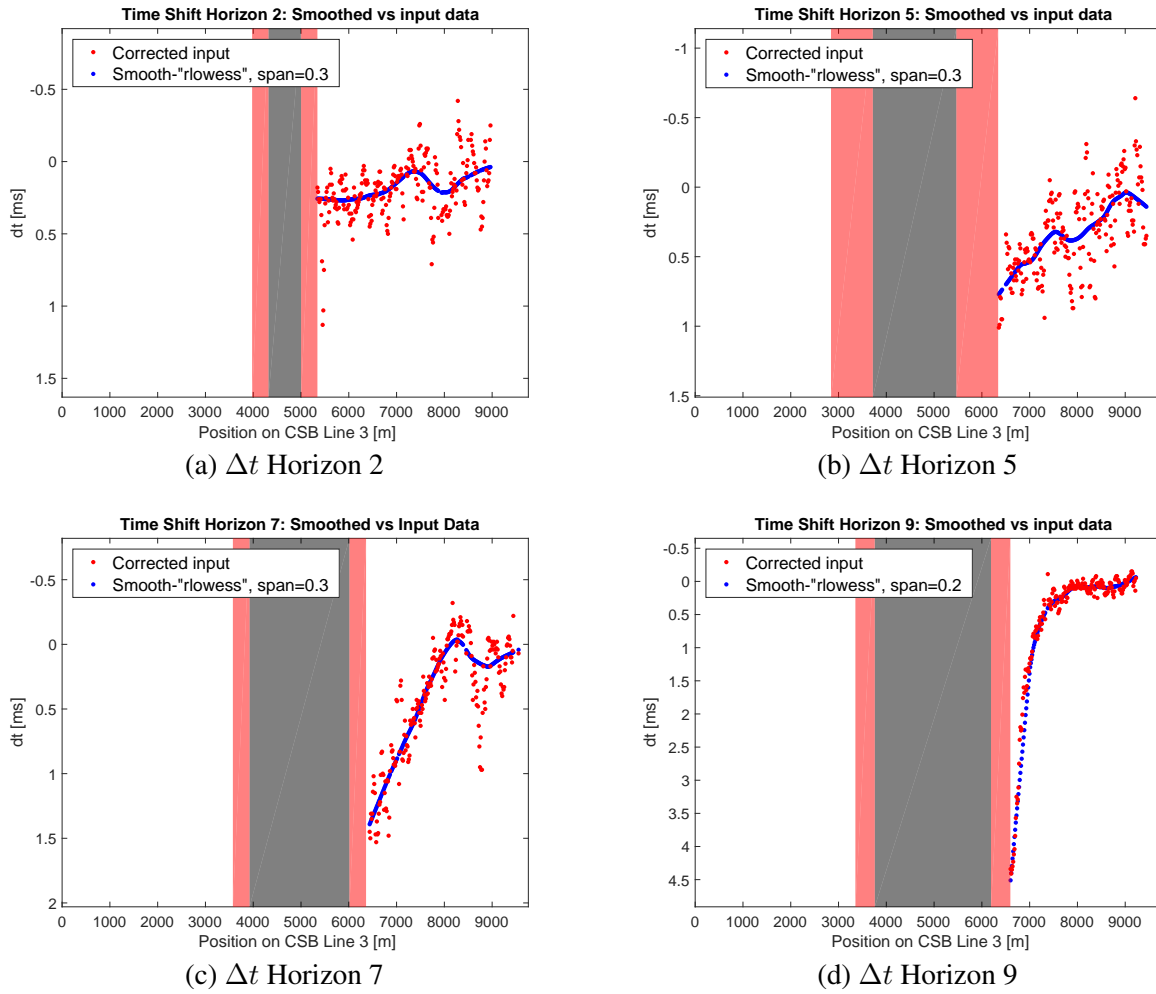 Time Shift Horizon 2: Smoothed vs input data
Corrected input
Smooth-"rlowess", span=0.3
-0.5
0
0.5
1
1.5
dt [ms]
0 1000 2000 3000 4000 5000 6000 7000 8000 9000
Position on CSB Line 3 [m]
(a) Δt Horizon 2
Time Shift Horizon 5: Smoothed vs input data
Corrected input
Smooth-"rlowess", span=0.3
-1
-0.5
0
0.5
1
1.5
dt [ms]
0 1000 2000 3000 4000 5000 6000 7000 8000 9000
Position on CSB Line 3 [m]
(b) Δt Horizon 5
Time Shift Horizon 7: Smoothed vs Input Data
Corrected input
Smooth-"rlowess", span=0.3
-0.5
0
0.5
1
1.5
2
dt [ms]
0 1000 2000 3000 4000 5000 6000 7000 8000 9000
Position on CSB Line 3 [m]
(c) Δt Horizon 7
Time Shift Horizon 9: Smoothed vs input data
Corrected input
Smooth-"rlowess", span=0.2
-0.5
0
0.5
1
1.5
2
2.5
3
3.5
4
4.5
dt [ms]
0 1000 2000 3000 4000 5000 6000 7000 8000 9000
Position on CSB Line 3 [m]
(d) Δt Horizon 9